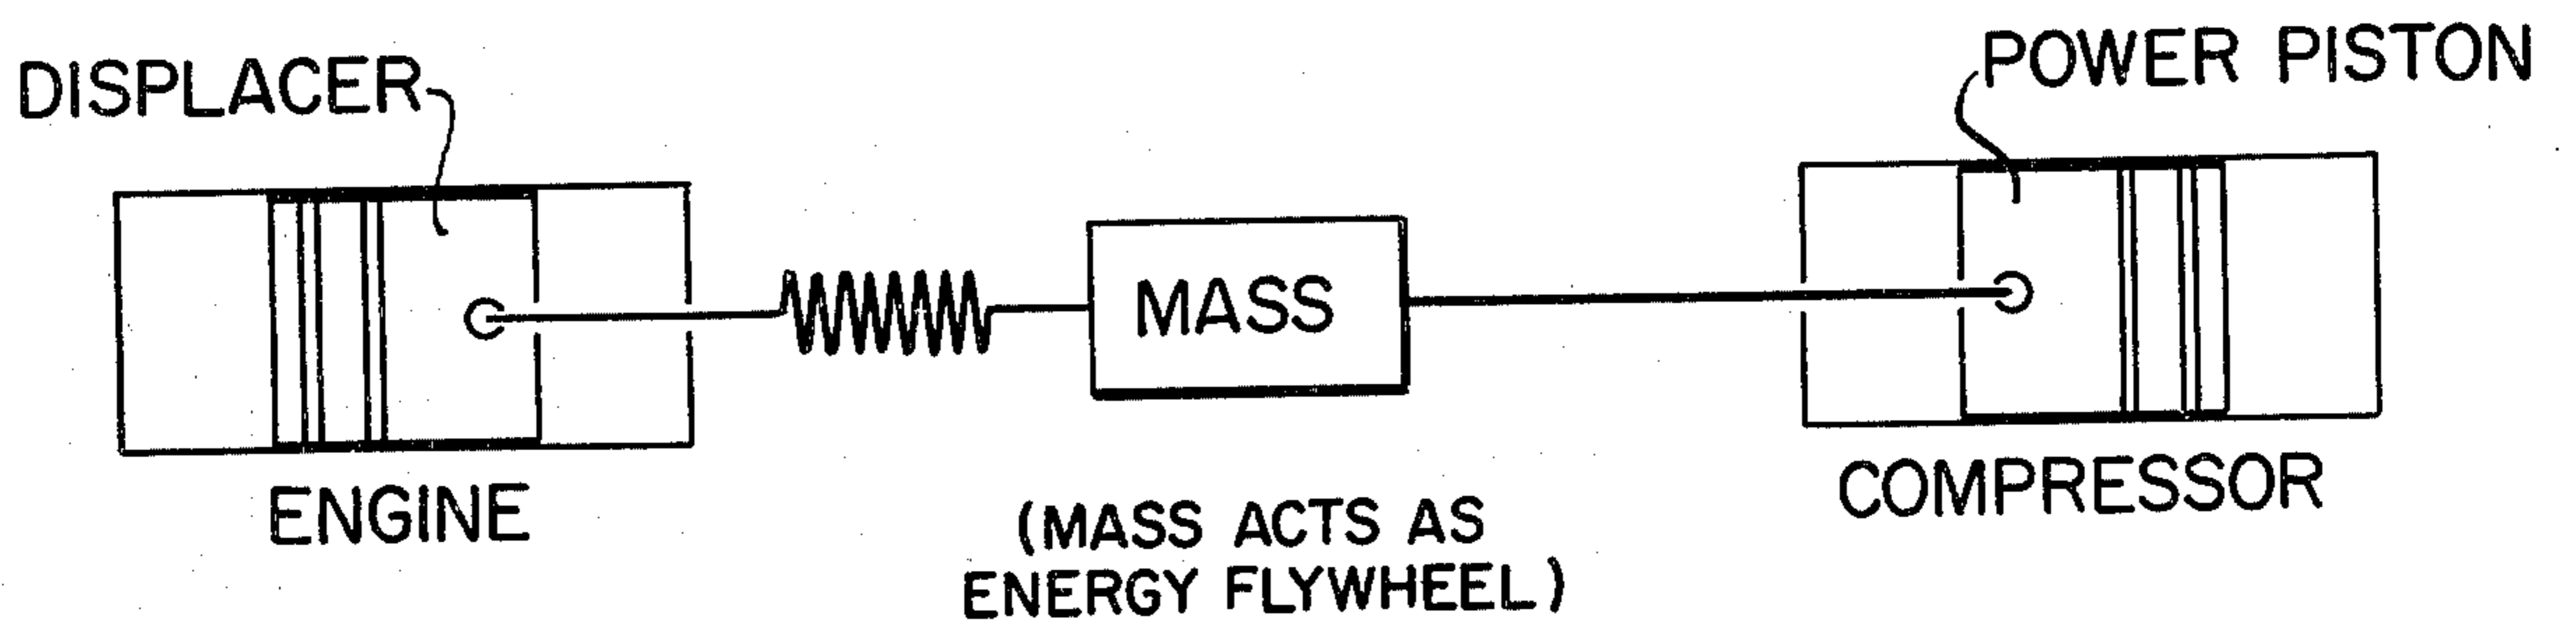 DISPLACER
POWER PISTON
MASS
ENGINE
COMPRESSOR
(MASS ACTS AS
ENERGY FLYWHEEL)